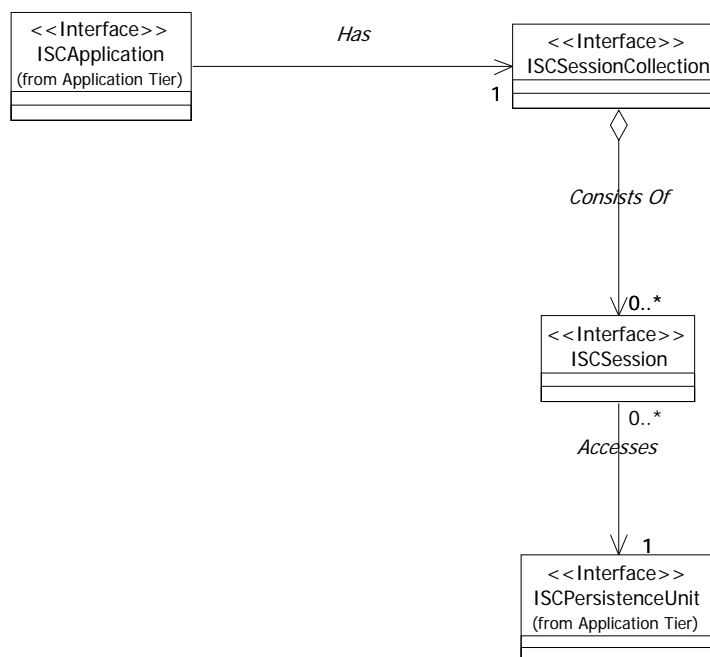 <<Interface>>
ISCApplication
(from Application Tier)
Has
1
<<Interface>>
ISCSessionCollection
Consists Of
0..*
<<Interface>>
ISCSession
0..*
Accesses
1
<<Interface>>
ISCPersistenceUnit
(from Application Tier)